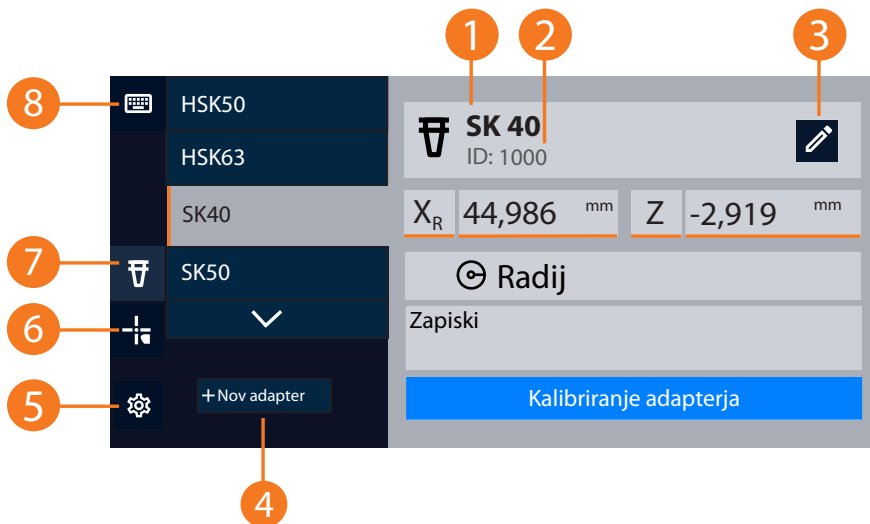 1 2 3
8
HSK50
HSK63
SK40
7
SK50
6
5
+ Nov adapter
4
SK 40
ID: 1000
XR 44,986 mm Z -2,919 mm
Radij
Zapiski
Kalibriranje adapterja